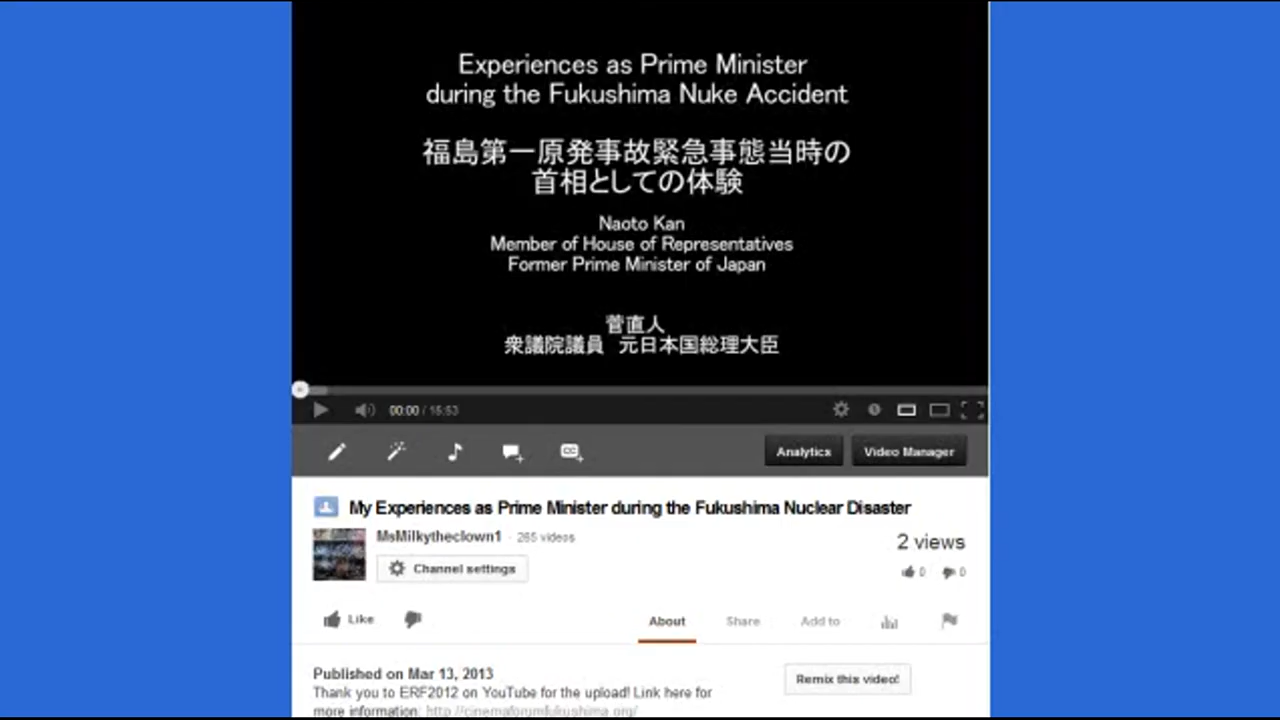 Experiences as Prime Minister
during the Fukushima Nuke Accident
福島第一原発事故緊急事態当時の
首相としての体験
Naoto Kan
Member of House of Representatives
Former Prime Minister of Japan
菅直人
衆議院議員 元日本国総理大臣
00:00 / 15:53
CC
Analytics
Video Manager
My Experiences as Prime Minister during the Fukushima Nuclear Disaster
MsMilkytheclown1 · 265 videos
2 views
Channel settings
0 0
Like
About
Share
Add to
Published on Mar 13, 2013
Remix this video!
Thank you to ERF2012 on YouTube for the upload! Link here for
more information: http://cinemaforumfukushima.org/